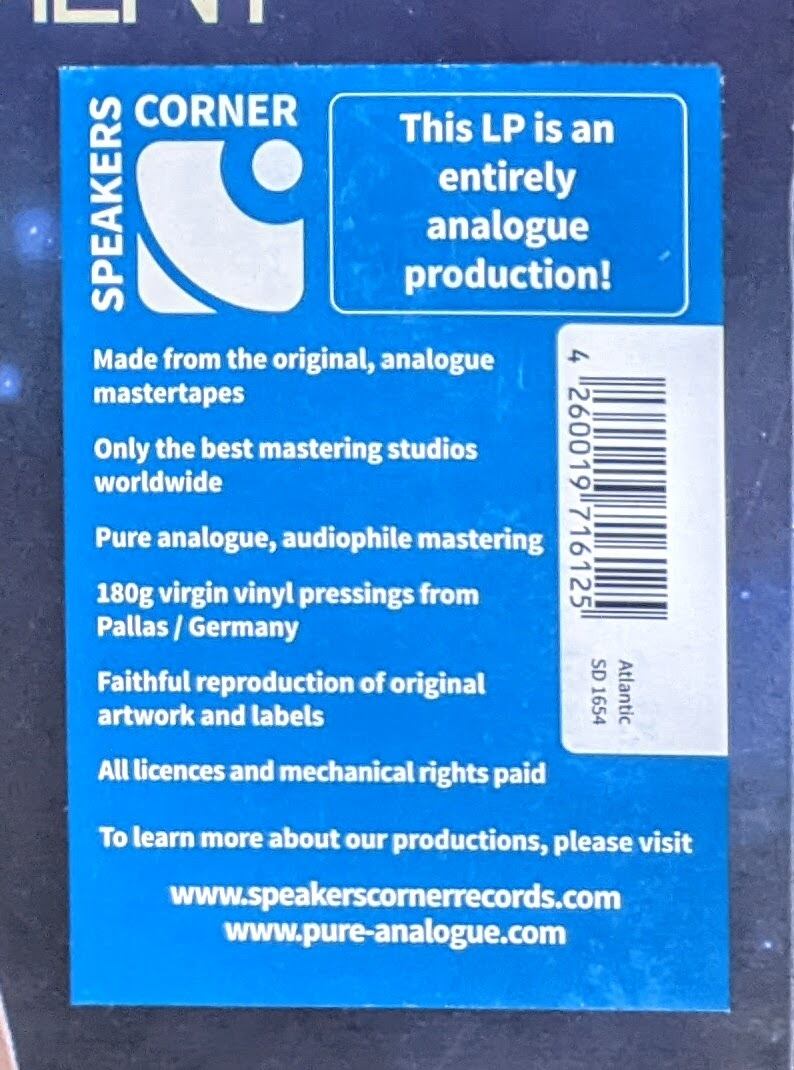 SPEAKERS
CORNER
This LP is an
entirely
analogue
production!
Made from the original, analogue
mastertapes
Only the best mastering studios
worldwide
Pure analogue, audiophile mastering
180g virgin vinyl pressings from
Pallas / Germany
Faithful reproduction of original
artwork and labels
All licences and mechanical rights paid
4 260019 716125
Atlantic
SD 1654
To learn more about our productions, please visit
www.speakerscornerrecords.com
www.pure-analogue.com